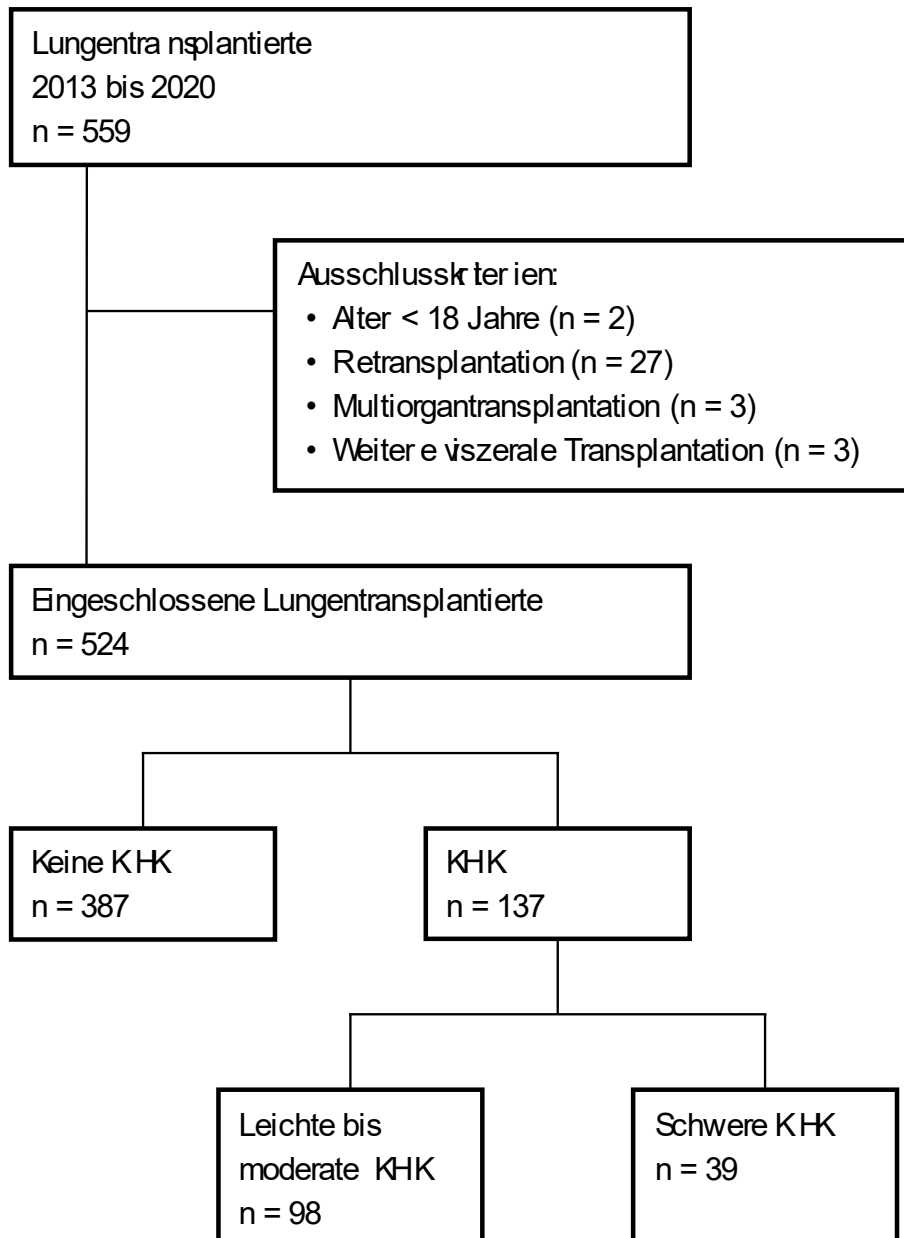 Lungentransplantierte
2013 bis 2020
n = 559
Ausschlusskriterien:
• Alter < 18 Jahre (n = 2)
• Retransplantation (n = 27)
• Multiorgantransplantation (n = 3)
• Weitere viszerale Transplantation (n = 3)
Eingeschlossene Lungentransplantierte
n = 524
Keine KHK
n = 387
KHK
n = 137
Leichte bis
moderate KHK
n = 98
Schwere KHK
n = 39